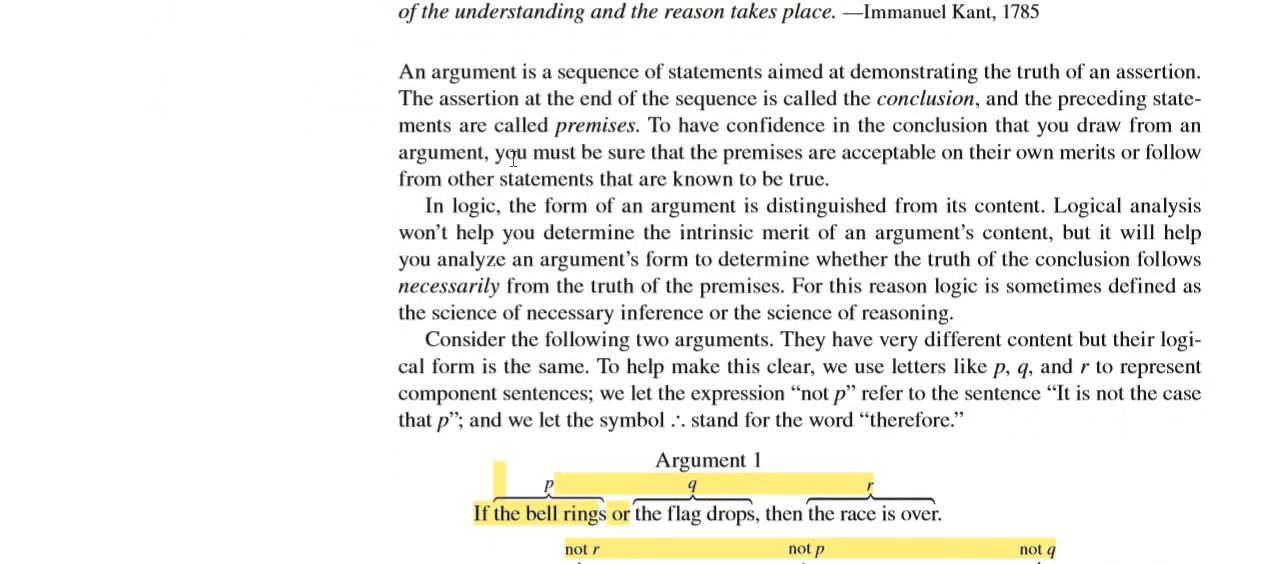 of the understanding and the reason takes place. —Immanuel Kant, 1785
An argument is a sequence of statements aimed at demonstrating the truth of an assertion.
The assertion at the end of the sequence is called the conclusion, and the preceding state-
ments are called premises. To have confidence in the conclusion that you draw from an
argument, you must be sure that the premises are acceptable on their own merits or follow
from other statements that are known to be true.
In logic, the form of an argument is distinguished from its content. Logical analysis
won’t help you determine the intrinsic merit of an argument’s content, but it will help
you analyze an argument’s form to determine whether the truth of the conclusion follows
necessarily from the truth of the premises. For this reason logic is sometimes defined as
the science of necessary inference or the science of reasoning.
Consider the following two arguments. They have very different content but their logi-
cal form is the same. To help make this clear, we use letters like p, q, and r to represent
component sentences; we let the expression “not p” refer to the sentence “It is not the case
that p”; and we let the symbol ∴ stand for the word “therefore.”
Argument 1
p q r
If the bell rings or the flag drops, then the race is over.
not r not p not q